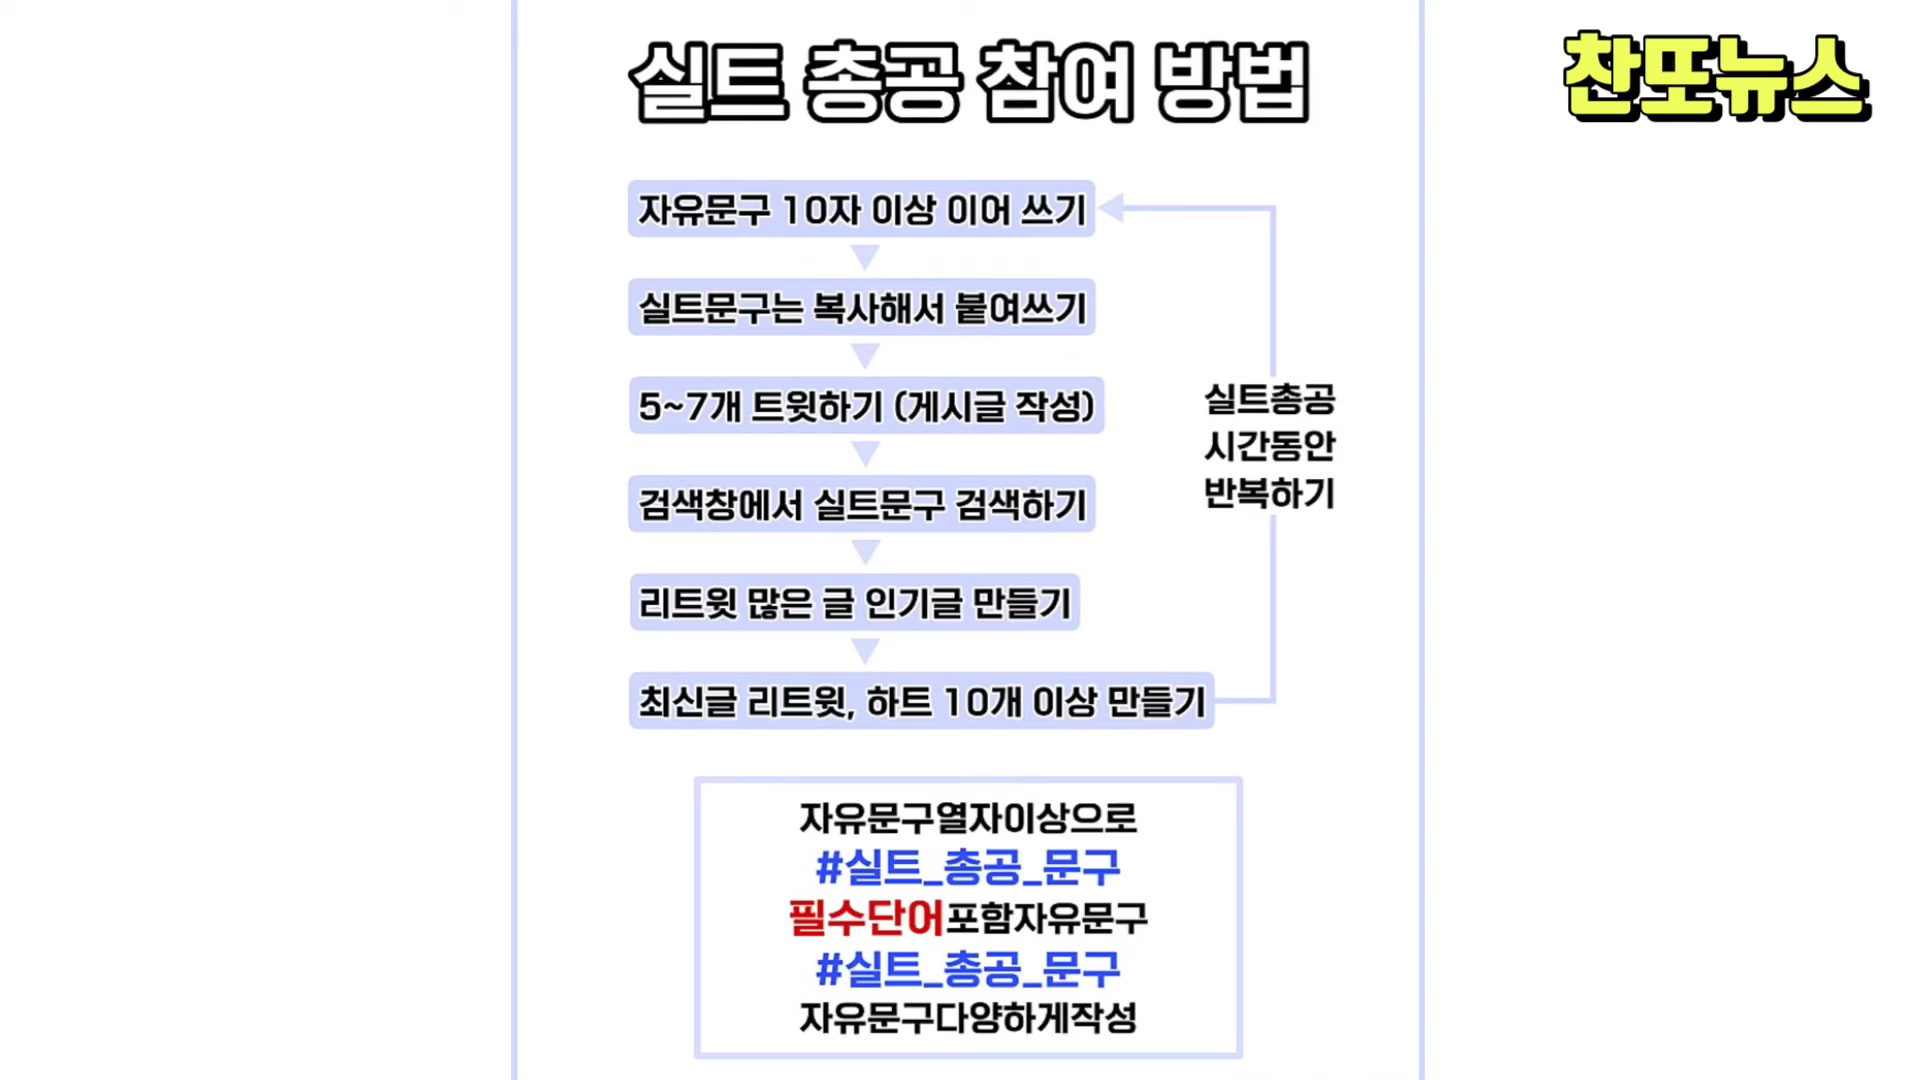 실트 총공 참여 방법
찬또뉴스
자유문구 10자 이상 이어 쓰기
실트문구는 복사해서 붙여쓰기
5~7개 트윗하기 (게시글 작성)
검색창에서 실트문구 검색하기
리트윗 많은 글 인기글 만들기
최신글 리트윗, 하트 10개 이상 만들기
실트총공
시간동안
반복하기
자유문구열자이상으로
#실트_총공_문구
필수단어포함자유문구
#실트_총공_문구
자유문구다양하게작성